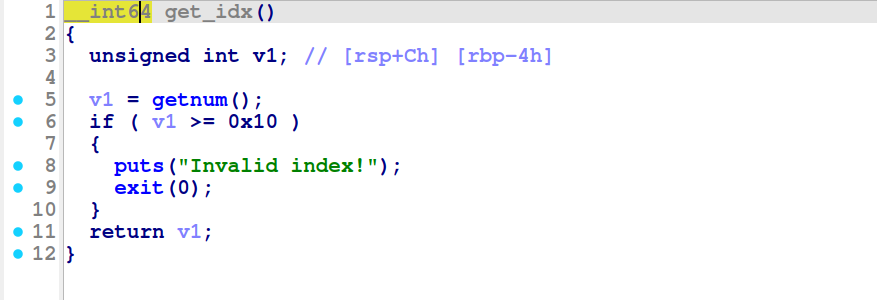 1 __int64 get_idx()
2 {
3   unsigned int v1; // [rsp+Ch] [rbp-4h]
4
5   v1 = getnum();
6   if ( v1 >= 0x10 )
7   {
8     puts("Invalid index!");
9     exit(0);
10   }
11   return v1;
12 }